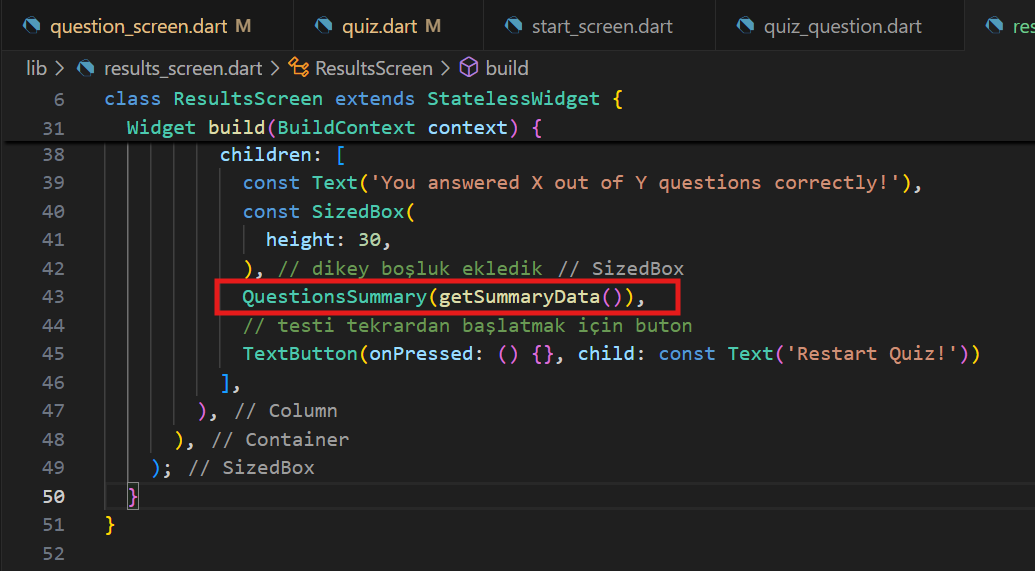 question_screen.dart M quiz.dart M start_screen.dart quiz_question.dart res
lib > results_screen.dart > ResultsScreen > build
6 class ResultsScreen extends StatelessWidget {
31 Widget build(BuildContext context) {
38 children: [
39 const Text('You answered X out of Y questions correctly!'),
40 const SizedBox(
41 height: 30,
42 ), // dikey boşluk ekledik // SizedBox
43 QuestionsSummary(getSummaryData()),
44 // testi tekrardan başlatmak için buton
45 TextButton(onPressed: () {}, child: const Text('Restart Quiz!'))
46 ],
47 ), // Column
48 ), // Container
49 ); // SizedBox
50 }
51 }
52